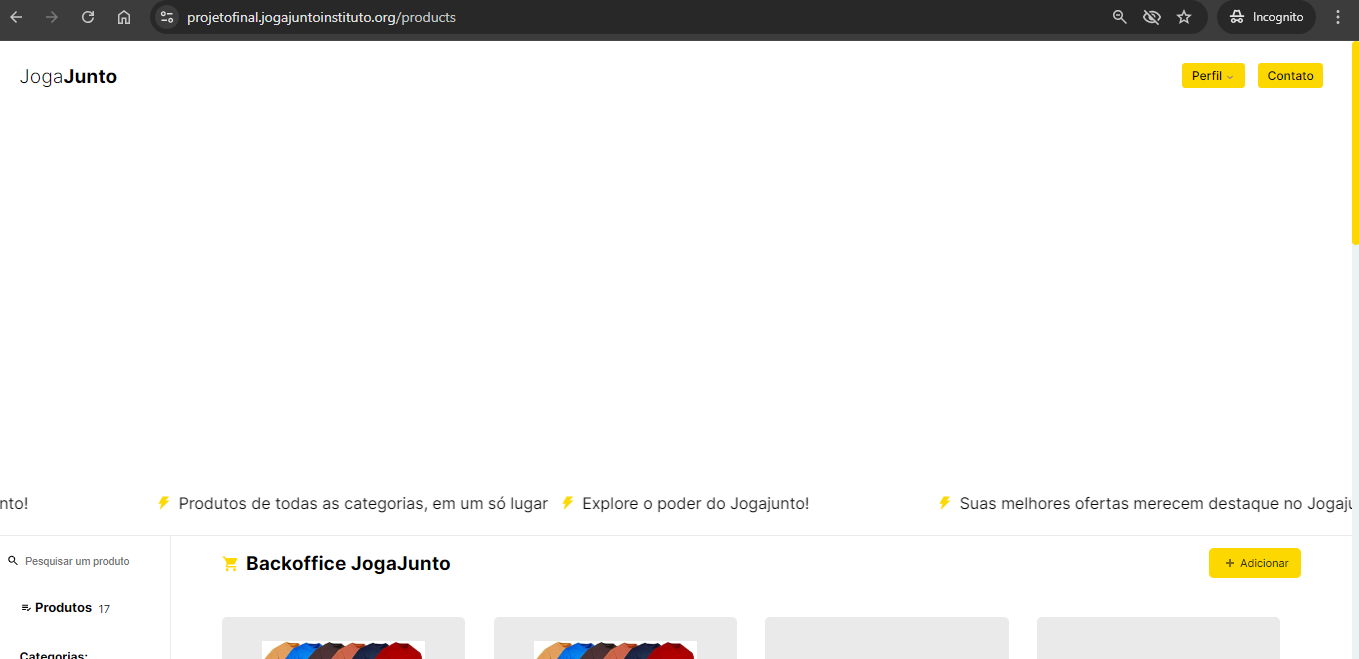 projetofinal.jogajuntoinstituto.org/products
Incognito
JogaJunto
Perfil
Contato
nto!
Produtos de todas as categorias, em um só lugar
Explore o poder do Jogajunto!
Suas melhores ofertas merecem destaque no Jogaju
Pesquisar um produto
Backoffice JogaJunto
+ Adicionar
Produtos 17
Categorias: